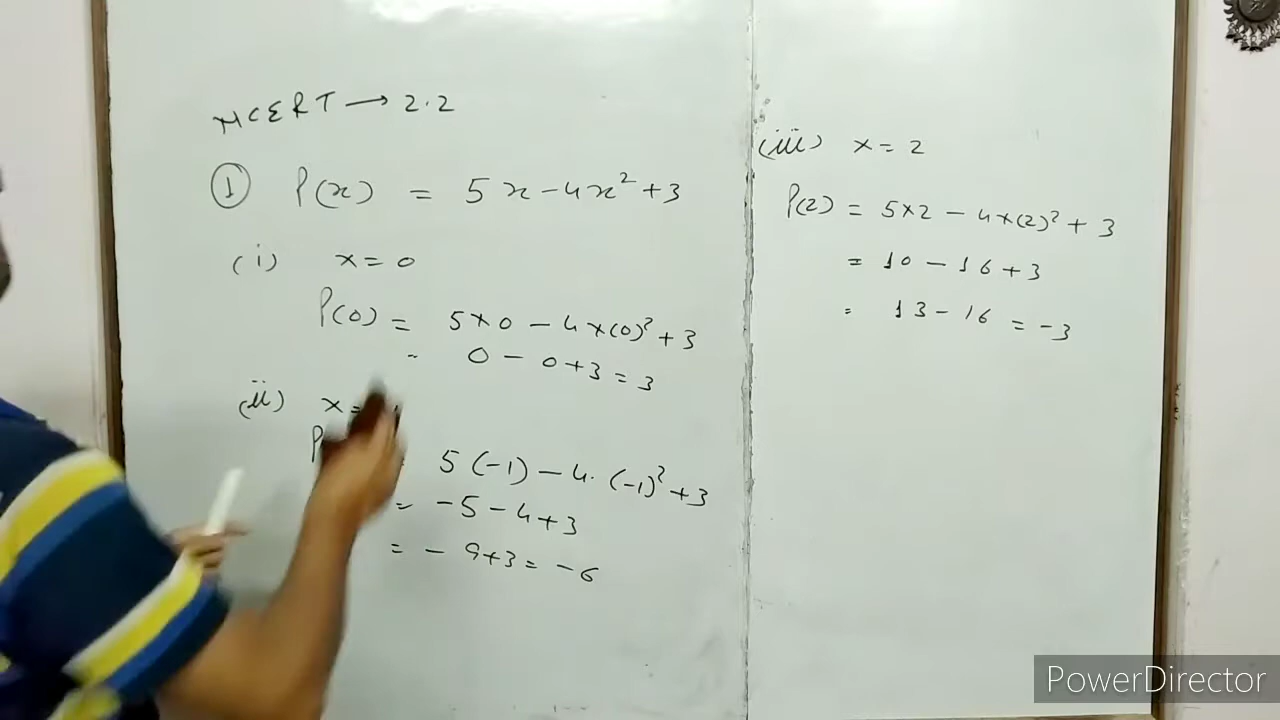 NCERT → 2.2
① P(x) = 5x - 4x² + 3
(i) x = 0
P(0) = 5×0 - 4×(0)² + 3
= 0 - 0 + 3 = 3
(ii) x =
P = 5(-1) - 4.(-1)² + 3
= -5 - 4 + 3
= - 9 + 3 = -6
(iii) x = 2
P(2) = 5×2 - 4×(2)² + 3
= 10 - 16 + 3
= 13 - 16 = -3
PowerDirector